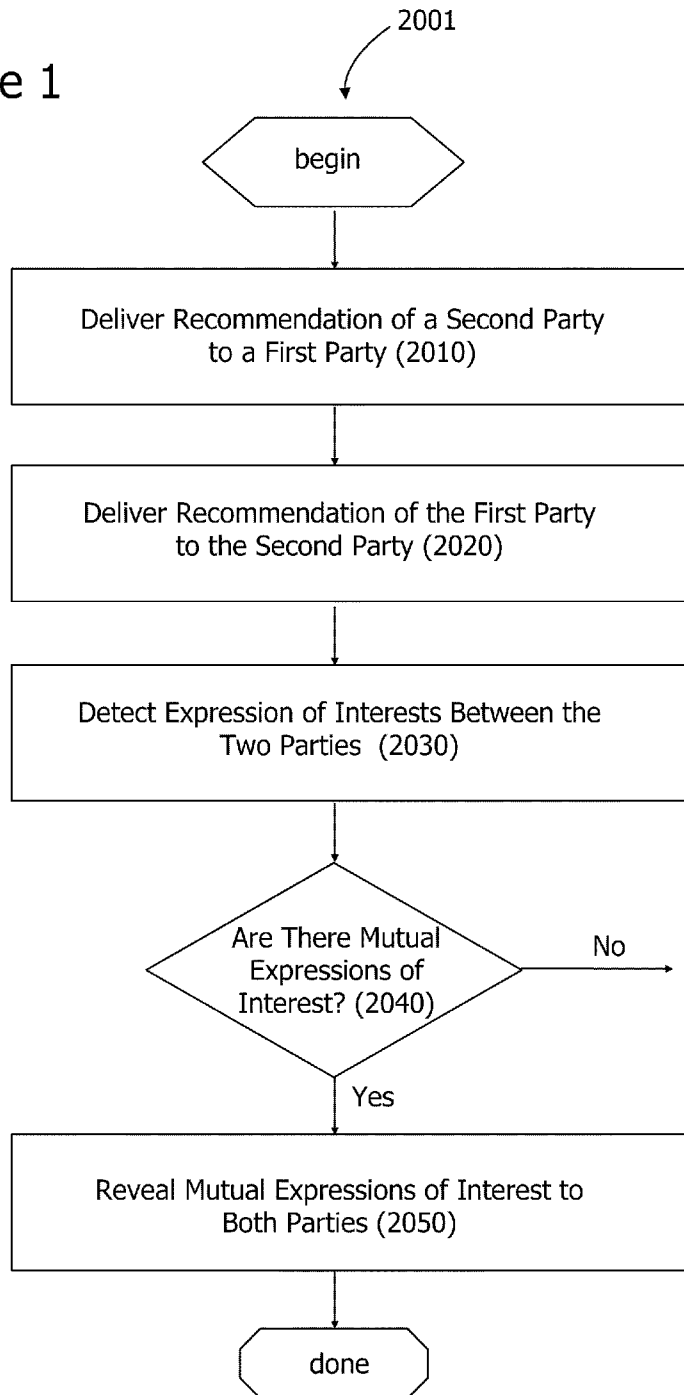 2001
e 1
begin
Deliver Recommendation of a Second Party
to a First Party (2010)
Deliver Recommendation of the First Party
to the Second Party (2020)
Detect Expression of Interests Between the
Two Parties (2030)
Are There Mutual
Expressions of
Interest? (2040)
No
Yes
Reveal Mutual Expressions of Interest to
Both Parties (2050)
done